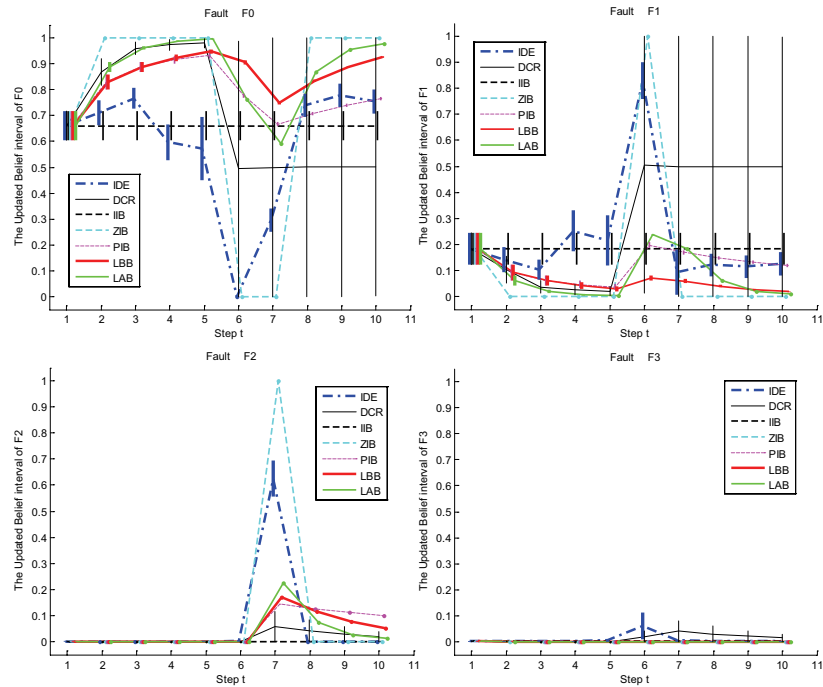 Fault F0
The Updated Belief interval of F0
1
0.9
0.8
0.7
0.6
0.5
0.4
0.3
0.2
0.1
0
IDE
DCR
IIB
ZIB
PIB
LBB
LAB
1 2 3 4 5 6 7 8 9 10 11
Step t
Fault F1
The Updated Belief interval of F1
1
0.9
0.8
0.7
0.6
0.5
0.4
0.3
0.2
0.1
0
IDE
DCR
IIB
ZIB
PIB
LBB
LAB
1 2 3 4 5 6 7 8 9 10 11
Step t
Fault F2
The Updated Belief interval of F2
1
0.9
0.8
0.7
0.6
0.5
0.4
0.3
0.2
0.1
0
IDE
DCR
IIB
ZIB
PIB
LBB
LAB
1 2 3 4 5 6 7 8 9 10 11
Step t
Fault F3
The Updated Belief interval of F3
1
0.9
0.8
0.7
0.6
0.5
0.4
0.3
0.2
0.1
0
IDE
DCR
IIB
ZIB
PIB
LBB
LAB
1 2 3 4 5 6 7 8 9 10 11
Step t